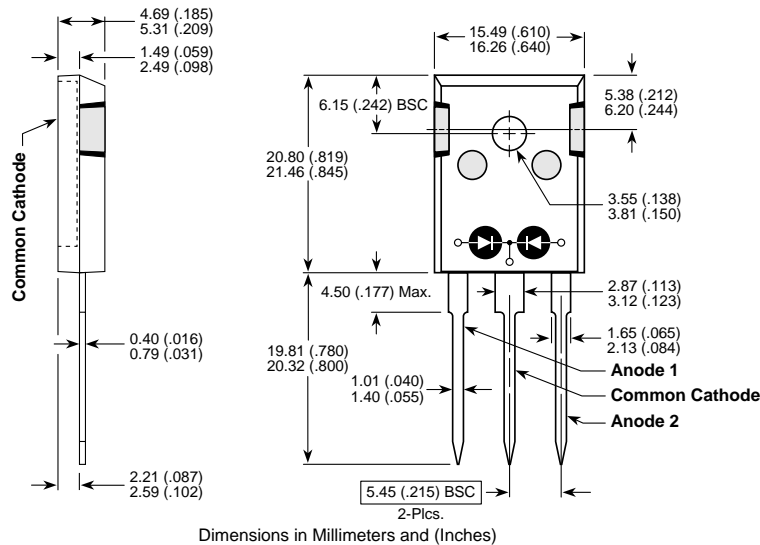 4.69 (.185)
5.31 (.209)
1.49 (.059)
2.49 (.098)
Common Cathode
0.40 (.016)
0.79 (.031)
2.21 (.087)
2.59 (.102)
15.49 (.610)
16.26 (.640)
6.15 (.242) BSC
5.38 (.212)
6.20 (.244)
20.80 (.819)
21.46 (.845)
3.55 (.138)
3.81 (.150)
4.50 (.177) Max.
2.87 (.113)
3.12 (.123)
1.65 (.065)
2.13 (.084)
19.81 (.780)
20.32 (.800)
1.01 (.040)
1.40 (.055)
Anode 1
Common Cathode
Anode 2
5.45 (.215) BSC
2-Plcs.
Dimensions in Millimeters and (Inches)